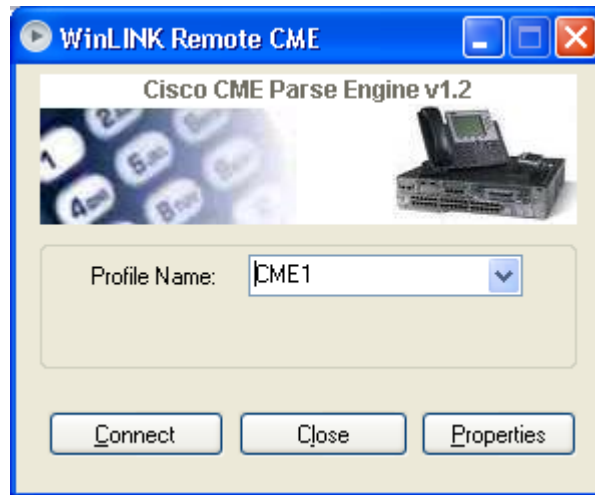 WinLINK Remote CME
Cisco CME Parse Engine v1.2
Profile Name: CME1
Connect Close Properties